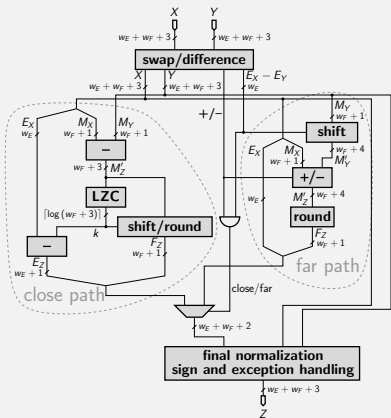 X Y
w_E + w_F + 3 w_E + w_F + 3
swap/difference
X Y E_X − E_Y
w_E + w_F + 3 w_E + w_F + 3 w_E
+/−
M_Y
w_F + 1
E_X M_X M_Y
w_E w_F + 1 w_F + 1
shift
−
E_X M_X w_F + 4
w_F + 1 M'_Y
w_F + 3 M'_Z
+/−
LZC
w_E M'_Z w_F + 4
⌈log (w_F + 3)⌉
shift/round
round
k
F_Z
w_F + 1
−
F_Z
w_F + 1
E_Z
w_E + 1
far path
close path
close/far
w_E + w_F + 2
final normalization
sign and exception handling
w_E + w_F + 3
Z